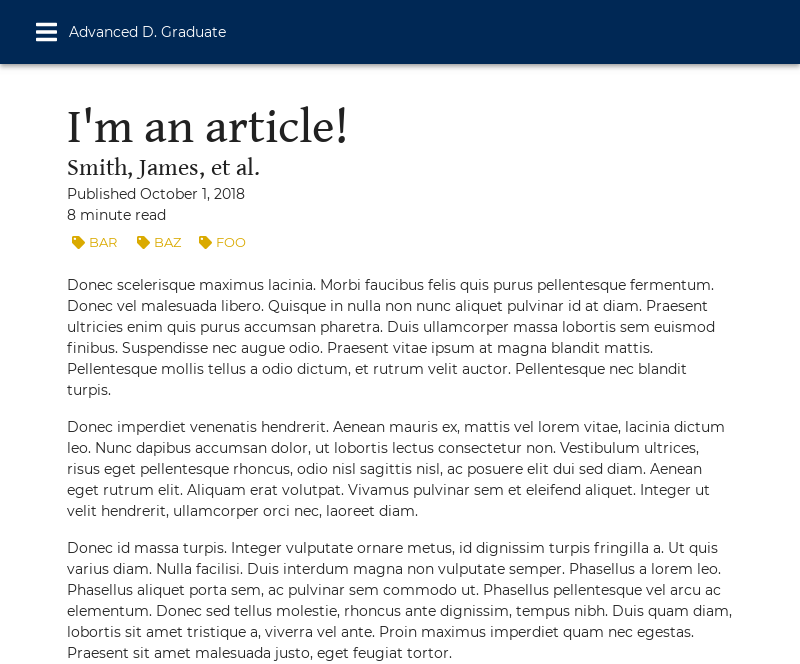 Advanced D. Graduate
I'm an article!
Smith, James, et al.
Published October 1, 2018
8 minute read
BAR BAZ FOO
Donec scelerisque maximus lacinia. Morbi faucibus felis quis purus pellentesque fermentum.
Donec vel malesuada libero. Quisque in nulla non nunc aliquet pulvinar id at diam. Praesent
ultricies enim quis purus accumsan pharetra. Duis ullamcorper massa lobortis sem euismod
finibus. Suspendisse nec augue odio. Praesent vitae ipsum at magna blandit mattis.
Pellentesque mollis tellus a odio dictum, et rutrum velit auctor. Pellentesque nec blandit
turpis.
Donec imperdiet venenatis hendrerit. Aenean mauris ex, mattis vel lorem vitae, lacinia dictum
leo. Nunc dapibus accumsan dolor, ut lobortis lectus consectetur non. Vestibulum ultrices,
risus eget pellentesque rhoncus, odio nisl sagittis nisl, ac posuere elit dui sed diam. Aenean
eget rutrum elit. Aliquam erat volutpat. Vivamus pulvinar sem et eleifend aliquet. Integer ut
velit hendrerit, ullamcorper orci nec, laoreet diam.
Donec id massa turpis. Integer vulputate ornare metus, id dignissim turpis fringilla a. Ut quis
varius diam. Nulla facilisi. Duis interdum magna non vulputate semper. Phasellus a lorem leo.
Phasellus aliquet porta sem, ac pulvinar sem commodo ut. Phasellus pellentesque vel arcu ac
elementum. Donec sed tellus molestie, rhoncus ante dignissim, tempus nibh. Duis quam diam,
lobortis sit amet tristique a, viverra vel ante. Proin maximus imperdiet quam nec egestas.
Praesent sit amet malesuada justo, eget feugiat tortor.